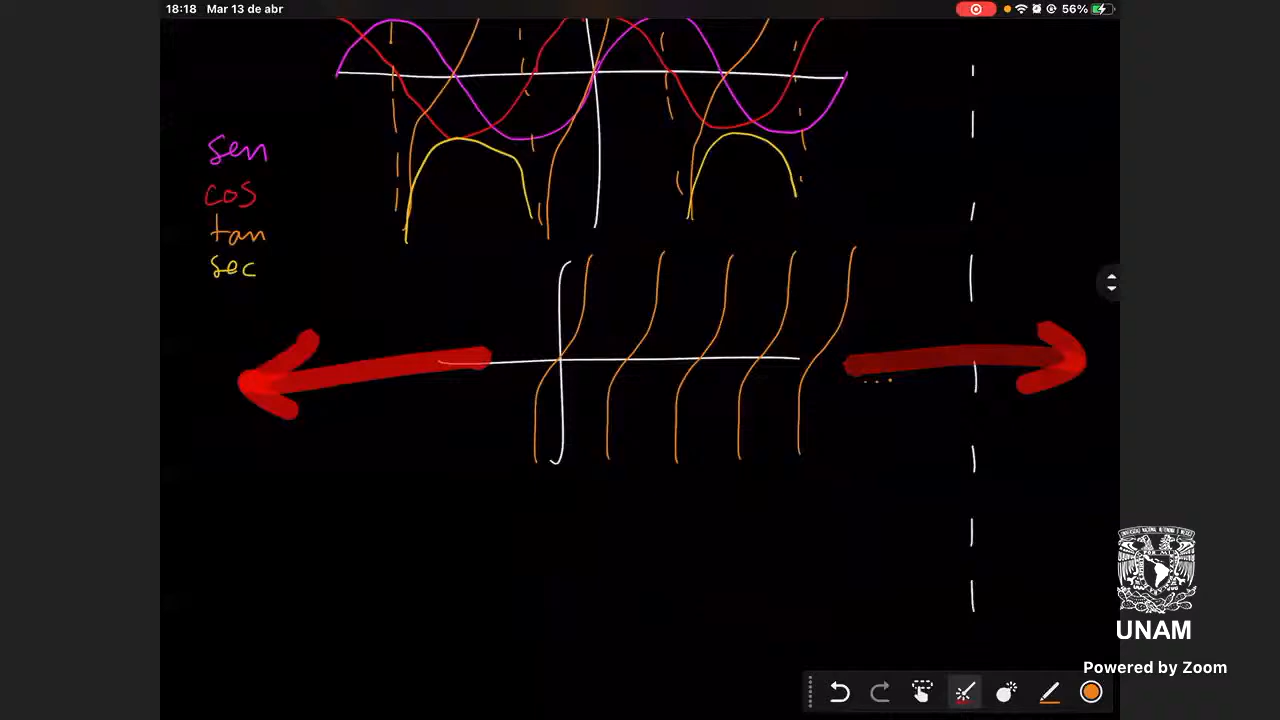 18:18 Mar 13 de abr 56%
sen
cos
tan
sec
...
UNAM
Powered by Zoom